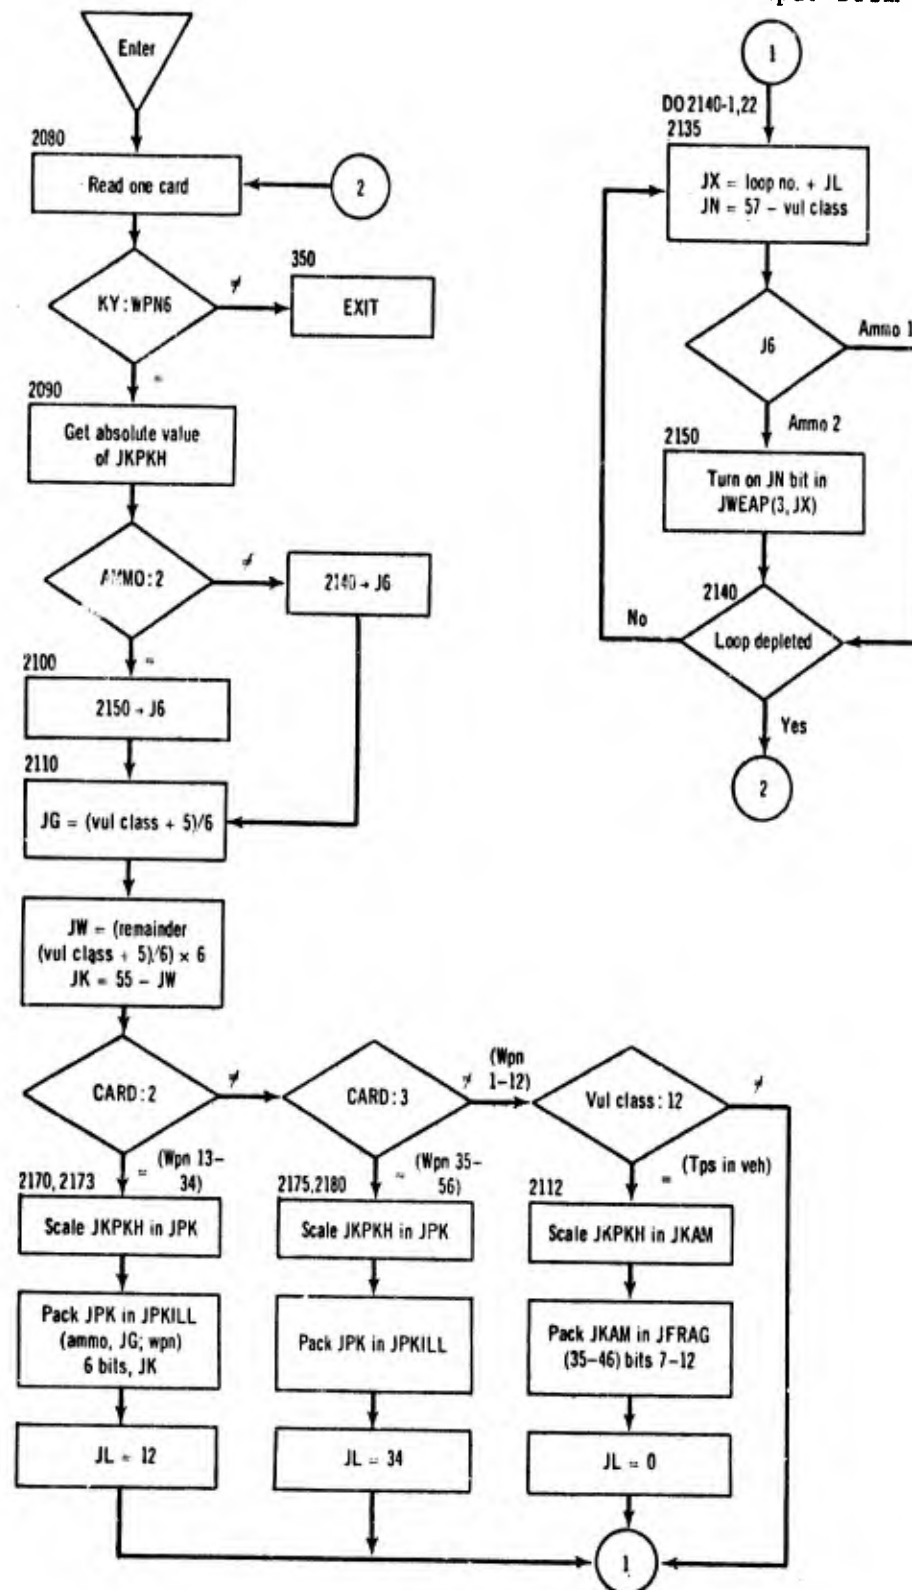 Enter
2080
Read one card
2
KY:WPN6
≠
350
EXIT
=
2090
Get absolute value
of JKPKH
AMMO:2
≠
2140→J6
=
2100
2150→J6
2110
JG = (vul class + 5)/6
JW = (remainder
(vul class + 5)/6) × 6
JK = 55 – JW
CARD:2
≠
CARD:3
≠
(Wpn
1–12)
Vul class:12
≠
= (Wpn 13–
34)
2170, 2173
Scale JKPKH in JPK
Pack JPK in JPKILL
(ammo, JG; wpn)
6 bits, JK
JL = 12
= (Wpn 35–
56)
2175,2180
Scale JKPKH in JPK
Pack JPK in JPKILL
JL = 34
= (Tps in veh)
2112
Scale JKPKH in JKAM
Pack JKAM in JFRAG
(35–46) bits 7–12
JL = 0
1
1
DO 2140-1,22
2135
JX = loop no. + JL
JN = 57 – vul class
J6
Ammo 1
Ammo 2
2150
Turn on JN bit in
JWEAP(3, JX)
2140
No
Loop depleted
Yes
2